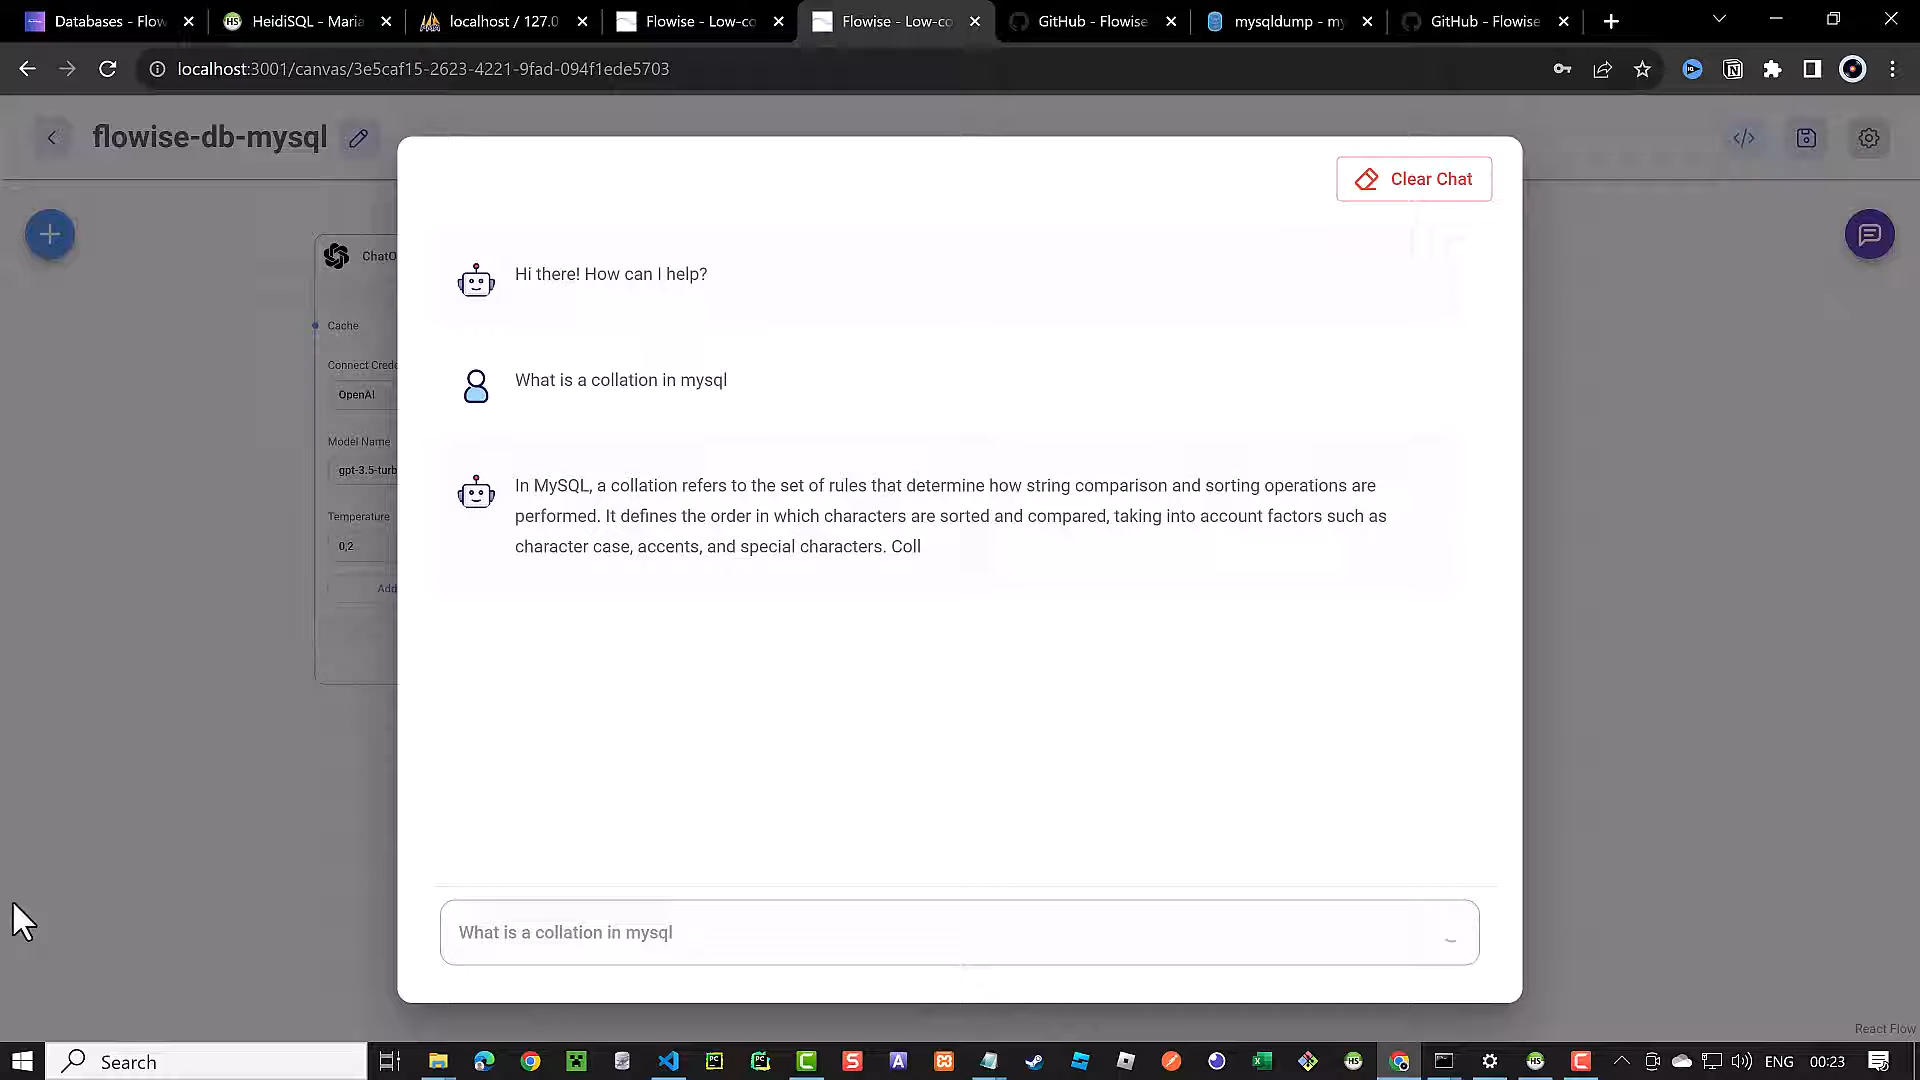 Databases - Flow
HeidiSQL - Maria
localhost / 127.0
Flowise - Low-co
Flowise - Low-co
GitHub - Flowise
mysqldump - my
GitHub - Flowise
localhost:3001/canvas/3e5caf15-2623-4221-9fad-094f1ede5703
flowise-db-mysql
Clear Chat
ChatO
Hi there! How can I help?
Cache
Connect Crede
OpenAI
What is a collation in mysql
Model Name
gpt-3.5-turb
Temperature
0,2
Add
In MySQL, a collation refers to the set of rules that determine how string comparison and sorting operations are
performed. It defines the order in which characters are sorted and compared, taking into account factors such as
character case, accents, and special characters. Coll
What is a collation in mysql
React Flow
Search
ENG
00:23